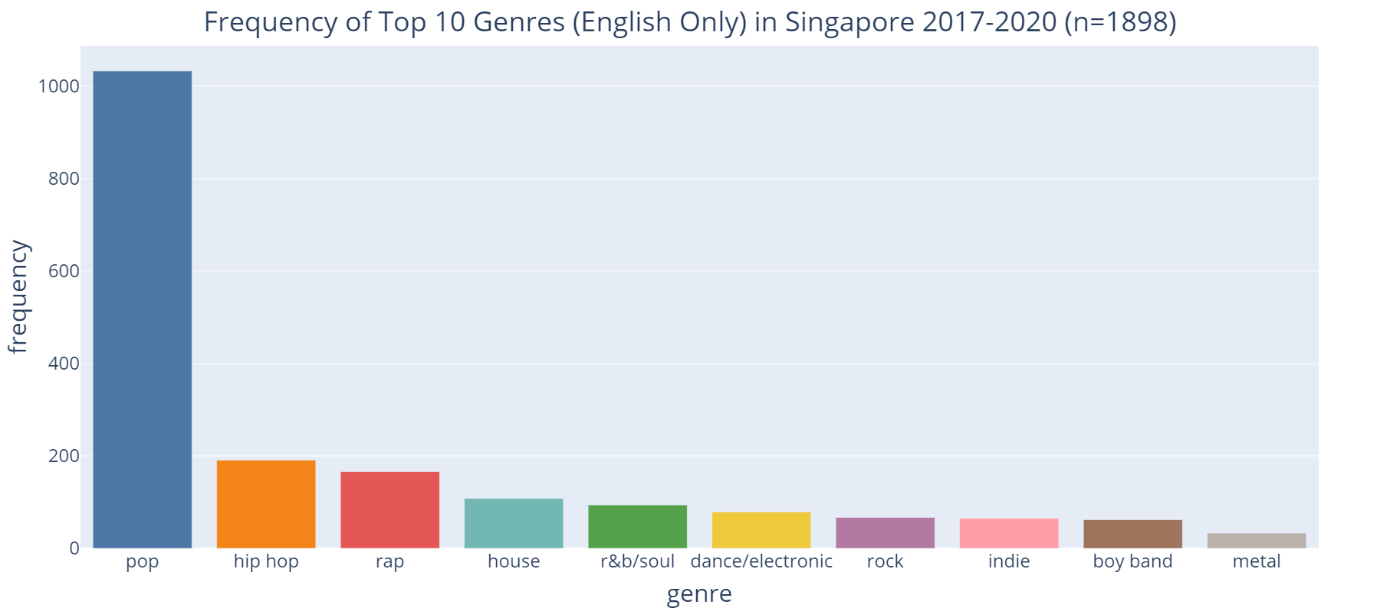 Frequency of Top 10 Genres (English Only) in Singapore 2017-2020 (n=1898)
frequency
1000
800
600
400
200
0
pop hip hop rap house r&b/soul dance/electronic rock indie boy band metal
genre